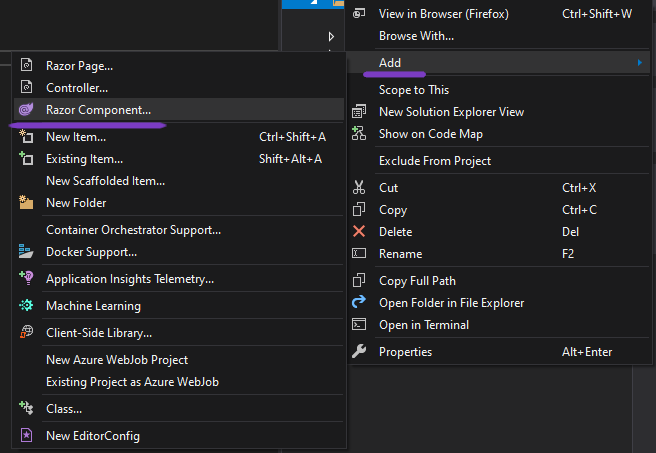 View in Browser (Firefox) Ctrl+Shift+W
Browse With...
Add
Scope to This
New Solution Explorer View
Show on Code Map
Exclude From Project
Cut Ctrl+X
Copy Ctrl+C
Delete Del
Rename F2
Copy Full Path
Open Folder in File Explorer
Open in Terminal
Properties Alt+Enter
Razor Page...
Controller...
Razor Component...
New Item... Ctrl+Shift+A
Existing Item... Shift+Alt+A
New Scaffolded Item...
New Folder
Container Orchestrator Support...
Docker Support...
Application Insights Telemetry...
Machine Learning
Client-Side Library...
New Azure WebJob Project
Existing Project as Azure WebJob
Class...
New EditorConfig